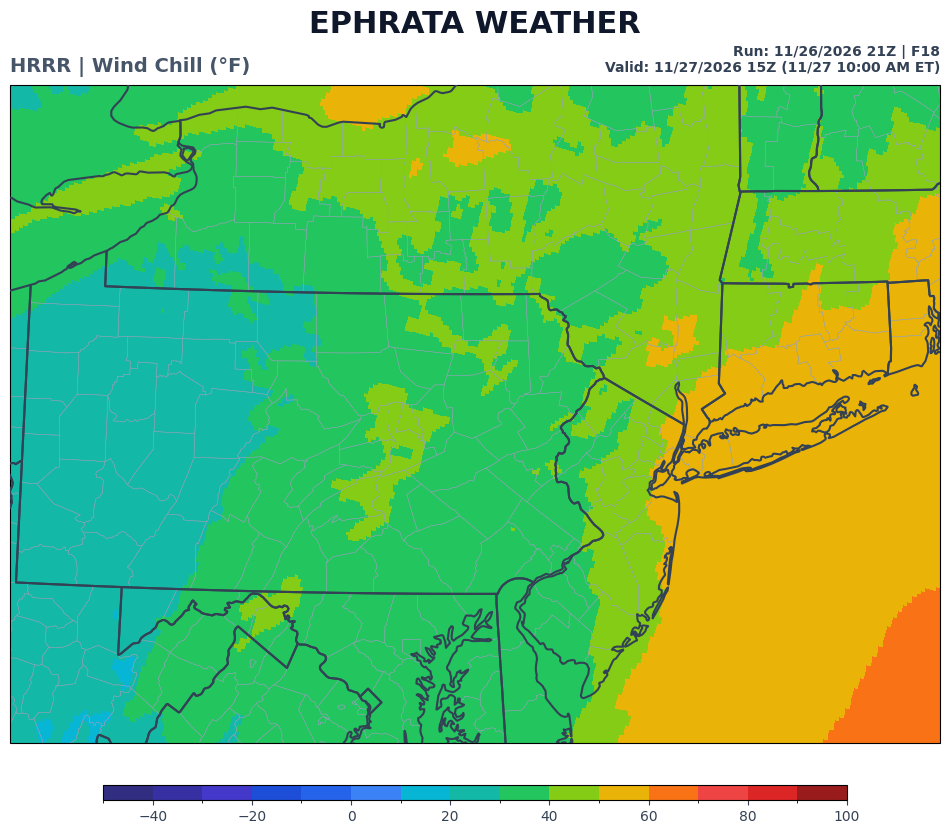 EPHRATA WEATHER
HRRR | Wind Chill (°F)
Run: 11/26/2026 21Z | F18
Valid: 11/27/2026 15Z (11/27 10:00 AM ET)
−40 −20 0 20 40 60 80 100